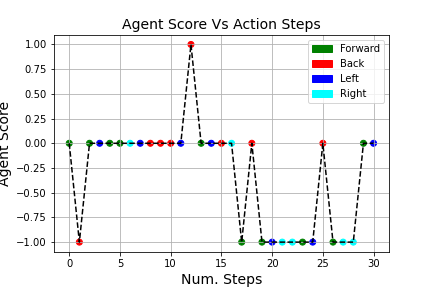 Agent Score Vs Action Steps
Agent Score
1.00
0.75
0.50
0.25
0.00
−0.25
−0.50
−0.75
−1.00
Forward
Back
Left
Right
0 5 10 15 20 25 30
Num. Steps